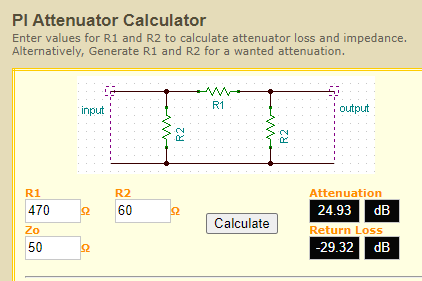 PI Attenuator Calculator
Enter values for R1 and R2 to calculate attenuator loss and impedance.
Alternatively, Generate R1 and R2 for a wanted attenuation.
input
R1
output
R2
R2
R1 R2 Attenuation
470 Ω 60 Ω 24.93 dB
Zo Calculate Return Loss
50 Ω -29.32 dB